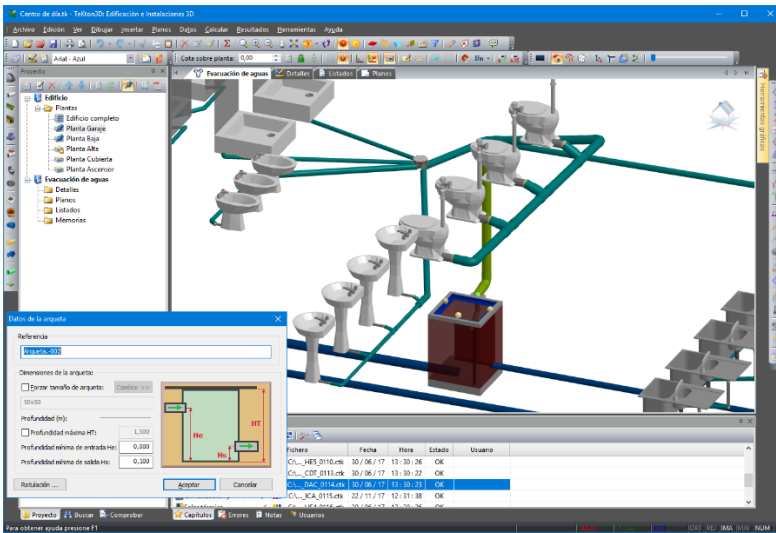 Centro de día.tk - TeKton3D: Edificación e Instalaciones 3D
Archivo Edición Ver Dibujar Insertar Planos Datos Calcular Resultados Herramientas Ayuda
Arial - Azul
Cota sobre planta: 0,00
Proyecto
Evacuación de aguas Detalles Listados Planos
Herramientas gráficas
Edificio
Plantas
Edificio completo
Planta Garaje
Planta Baja
Planta Alta
Planta Cubierta
Planta Ascensor
Evacuación de aguas
Detalles
Planos
Listados
Memorias
Datos de la arqueta
Referencia
Arqueta.-002
Dimensiones de la arqueta:
Forzar tamaño de arqueta: Cambiar >>
30x30
Profundidad (m):
Profundidad máxima HT: 1,500
Profundidad mínima de entrada He: 0,800
Profundidad mínima de salida Hs: 0,100
He
HT
Hs
Rotulación ... Aceptar Cancelar
Fichero Fecha Hora Estado Usuario
C:\..._HE5_0110.ctk 30 / 06 / 17 13 : 30 : 26 OK
C:\..._CDT_0113.ctk 30 / 06 / 17 13 : 30 : 22 OK
C:\..._DAC_0114.ctk 30 / 06 / 17 13 : 30 : 23 OK
C:\..._ICA_0115.ctk 22 / 11 / 17 12 : 31 : 38 OK
Proyecto Buscar Comprobar
Capítulos Errores Notas Usuarios
Para obtener ayuda presione F1
ORT REJ IMA IMV NUM